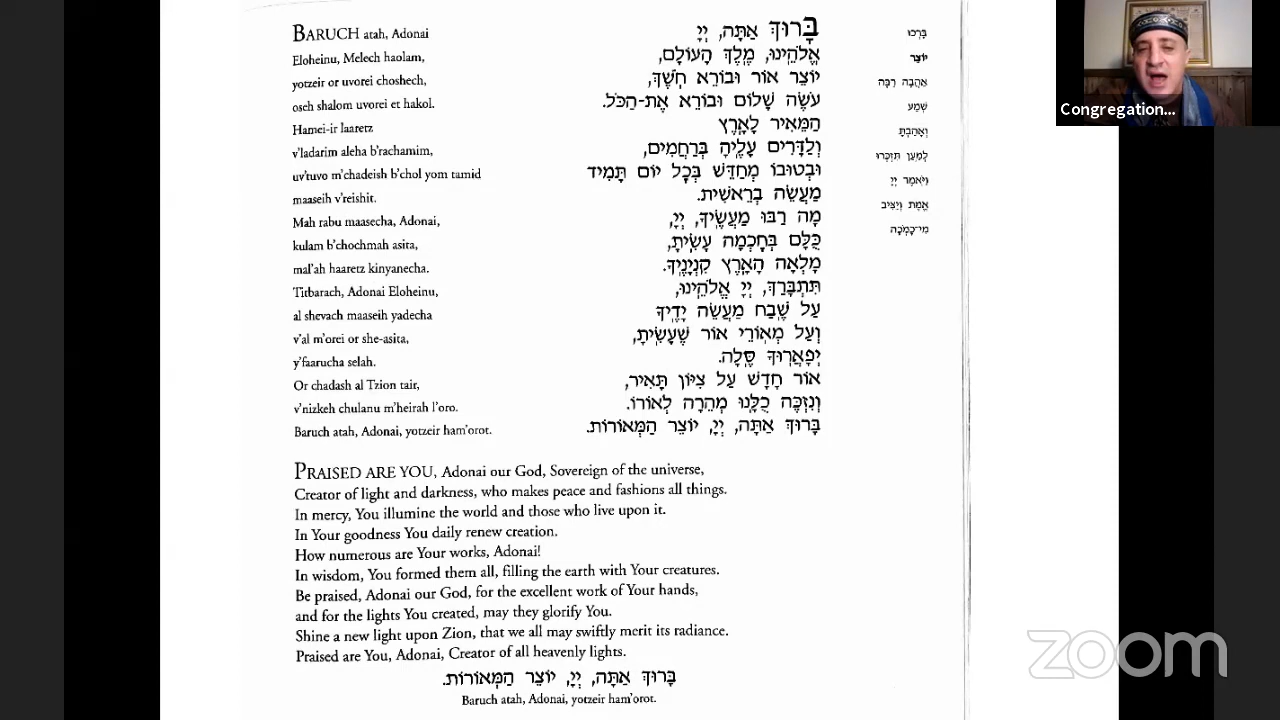 BARUCH atah, Adonai
Eloheinu, Melech haolam,
yotzeir or uvorei choshech,
oseh shalom uvorei et hakol.
Hamei-ir laaretz
v'ladarim aleha b'rachamim,
uv'tuvo m'chadeish b'chol yom tamid
maaseih v'reishit.
Mah rabu maasecha, Adonai,
kulam b'chochmah asita,
mal'ah haaretz kinyanecha.
Titbarach, Adonai Eloheinu,
al shevach maaseih yadecha
v'al m'orei or she-asita,
y'faarucha selah.
Or chadash al Tzion tair,
v'nizkeh chulanu m'heirah l'oro.
Baruch atah, Adonai, yotzeir ham'orot.
בָּרוּךְ אַתָּה, יְיָ
אֱלֹהֵֽינוּ, מֶֽלֶךְ הָעוֹלָם,
יוֹצֵר אוֹר וּבוֹרֵא חֹֽשֶׁךְ,
עֹשֶׂה שָׁלוֹם וּבוֹרֵא אֶת-הַכֹּל.
הַמֵּאִיר לָאָֽרֶץ
וְלַדָּרִים עָלֶֽיהָ בְּרַחֲמִים,
וּבְטוּבוֹ מְחַדֵּשׁ בְּכׇל יוֹם תָּמִיד
מַעֲשֵׂה בְרֵאשִׁית.
מָה רַבּוּ מַעֲשֶֽׂיךָ, יְיָ,
כֻּלָּם בְּחׇכְמָה עָשִֽׂיתָ,
מָלְאָה הָאָֽרֶץ קִנְיָנֶֽיךָ.
תִּתְבָּרַךְ, יְיָ אֱלֹהֵֽינוּ,
עַל שֶֽׁבַח מַעֲשֵׂה יָדֶֽיךָ
וְעַל מְאֽוֹרֵי אוֹר שֶׁעָשִֽׂיתָ,
יְפָאֲרֽוּךָ סֶּֽלָה.
אוֹר חָדָשׁ עַל צִיּוֹן תָּאִיר,
וְנִזְכֶּה כֻלָּֽנוּ מְהֵרָה לְאוֹרוֹ.
בָּרוּךְ אַתָּה, יְיָ, יוֹצֵר הַמְּאוֹרוֹת.
PRAISED ARE YOU, Adonai our God, Sovereign of the universe,
Creator of light and darkness, who makes peace and fashions all things.
In mercy, You illumine the world and those who live upon it.
In Your goodness You daily renew creation.
How numerous are Your works, Adonai!
In wisdom, You formed them all, filling the earth with Your creatures.
Be praised, Adonai our God, for the excellent work of Your hands,
and for the lights You created, may they glorify You.
Shine a new light upon Zion, that we all may swiftly merit its radiance.
Praised are You, Adonai, Creator of all heavenly lights.
בָּרוּךְ אַתָּה, יְיָ, יוֹצֵר הַמְּאוֹרוֹת.
Baruch atah, Adonai, yotzeir ham'orot.
בָּרְכוּ
יוֹצֵר
אַהֲבָה רַבָּה
שְׁמַע
וְאָהַבְתָּ
לְמַֽעַן תִּזְכְּרוּ
וַיֹּֽאמֶר יְיָ
אֱמֶת וְיַצִּיב
מִי-כָמֹֽכָה
Congregation...
zoom